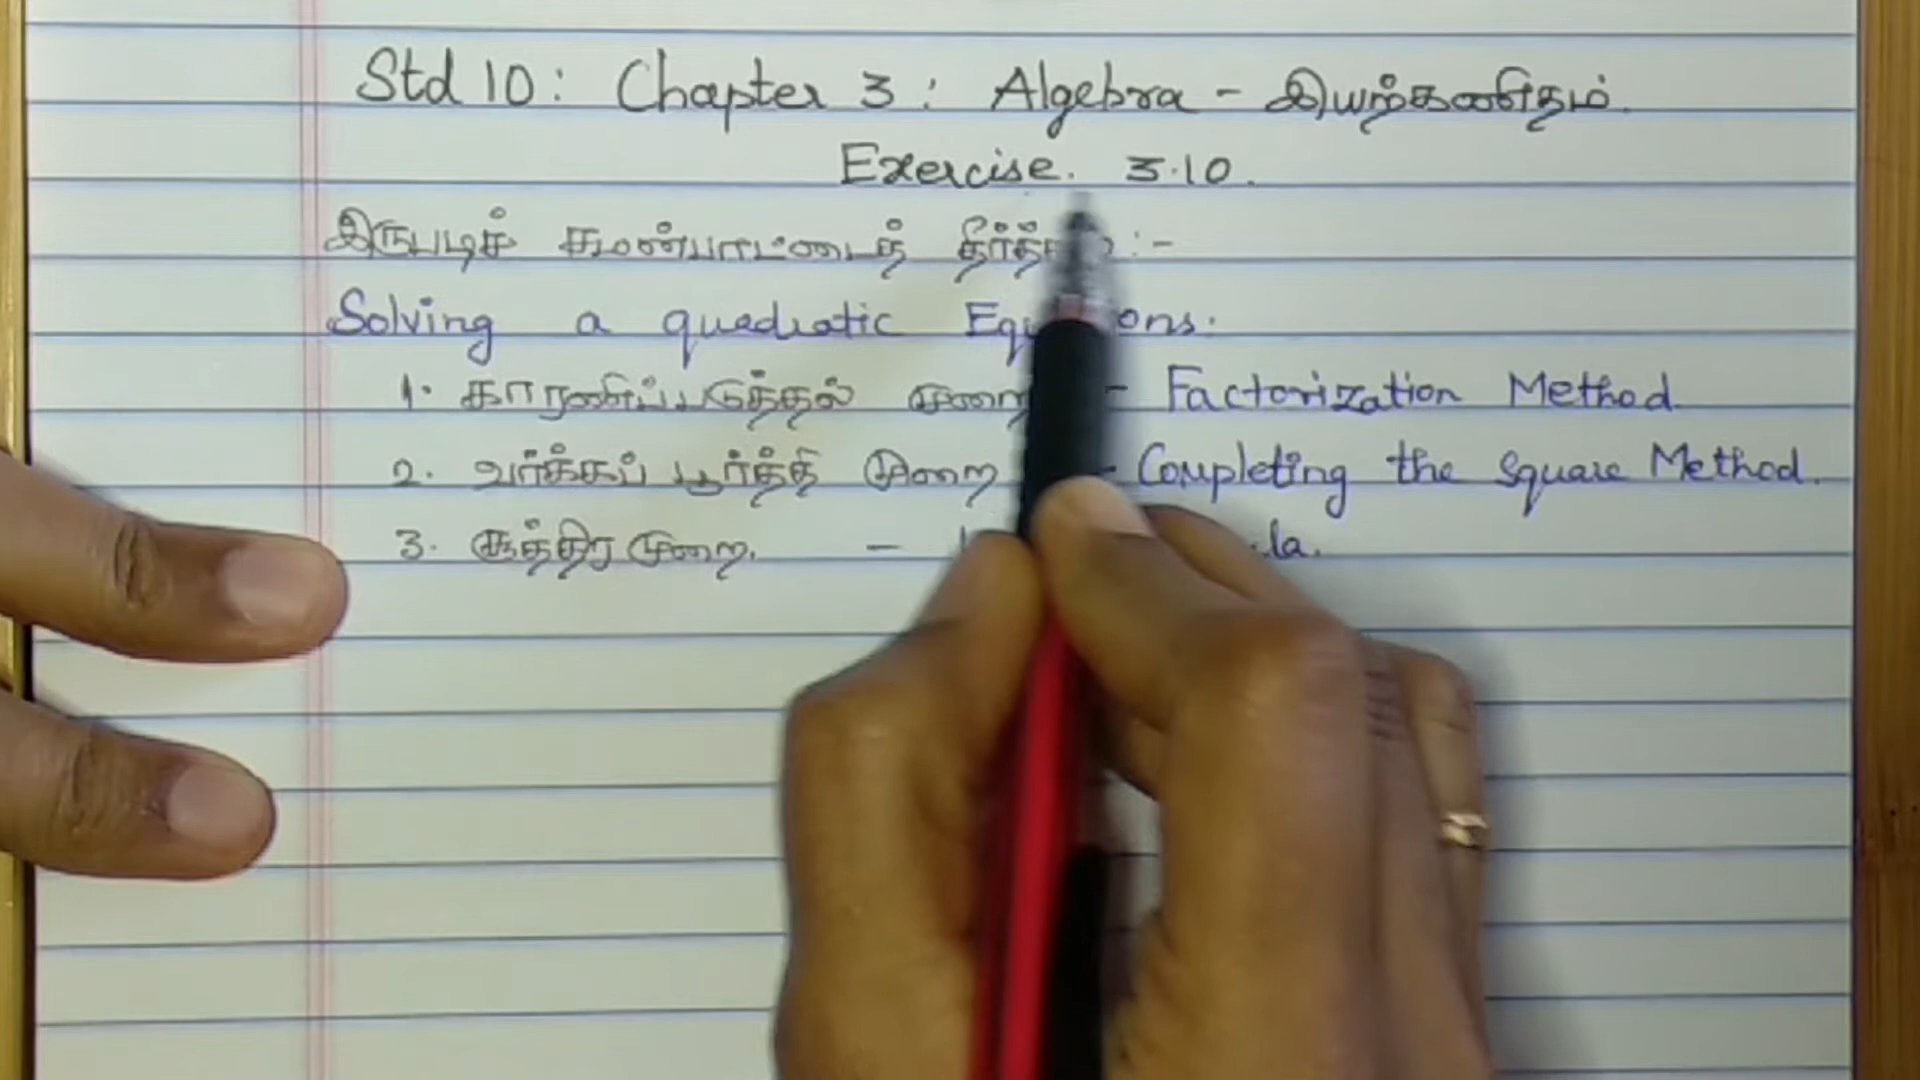 Std 10: Chapter 3: Algebra - இயற்கணிதம்.
Exercise. 3.10.
இருபடிச் சமன்பாட்டைத் :-
Solving a quadratic
1. காரணிப்படுத்தல் முறை - Factorization Method.
2. வர்க்கப் பூர்த்தி முறை - Completing the Square Method.
3. சூத்திரமுறை. -